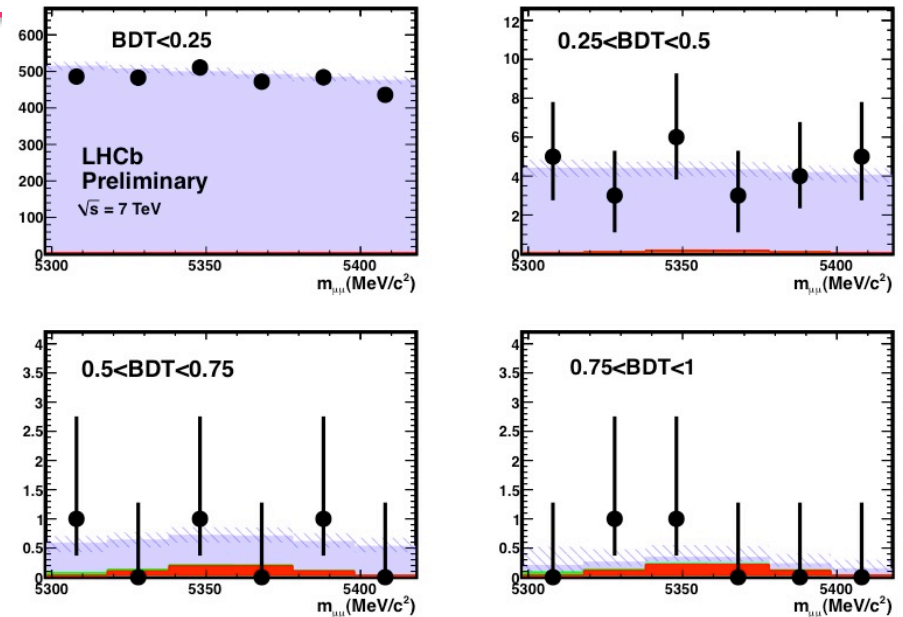 BDT<0.25
600
500
400
300
200
100
0
LHCb
Preliminary
√s = 7 TeV
5300 5350 5400
mμμ(MeV/c²)
0.25<BDT<0.5
12
10
8
6
4
2
0
5300 5350 5400
mμμ(MeV/c²)
0.5<BDT<0.75
4
3.5
3
2.5
2
1.5
1
0.5
0
5300 5350 5400
mμμ(MeV/c²)
0.75<BDT<1
4
3.5
3
2.5
2
1.5
1
0.5
0
5300 5350 5400
mμμ(MeV/c²)